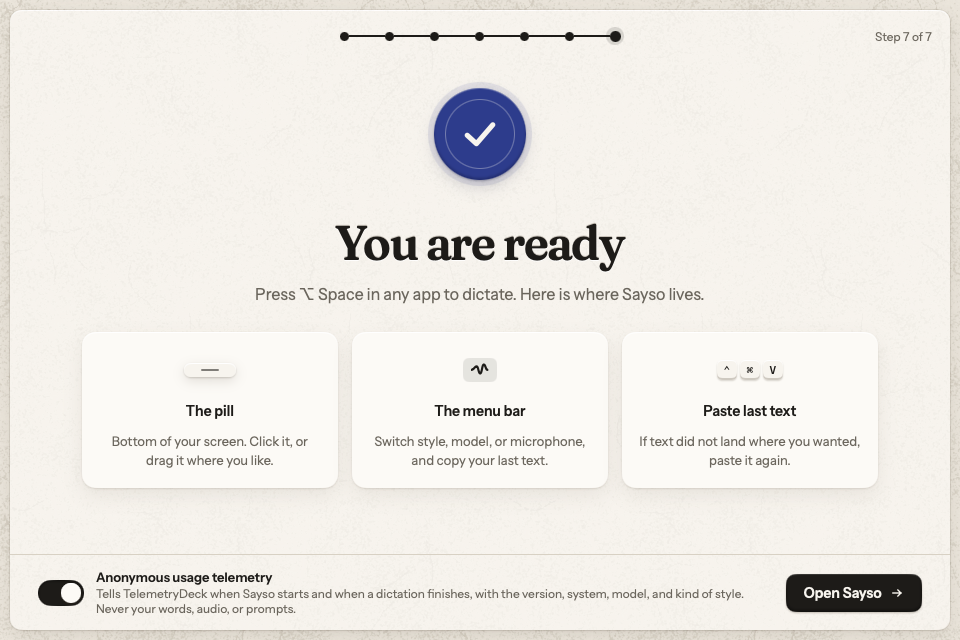 Step 7 of 7
You are ready
Press ⌥ Space in any app to dictate. Here is where Sayso lives.
The pill
Bottom of your screen. Click it, or
drag it where you like.
The menu bar
Switch style, model, or microphone,
and copy your last text.
^ ⌘ V
Paste last text
If text did not land where you wanted,
paste it again.
Anonymous usage telemetry
Tells TelemetryDeck when Sayso starts and when a dictation finishes, with the version, system, model, and kind of style.
Never your words, audio, or prompts.
Open Sayso →